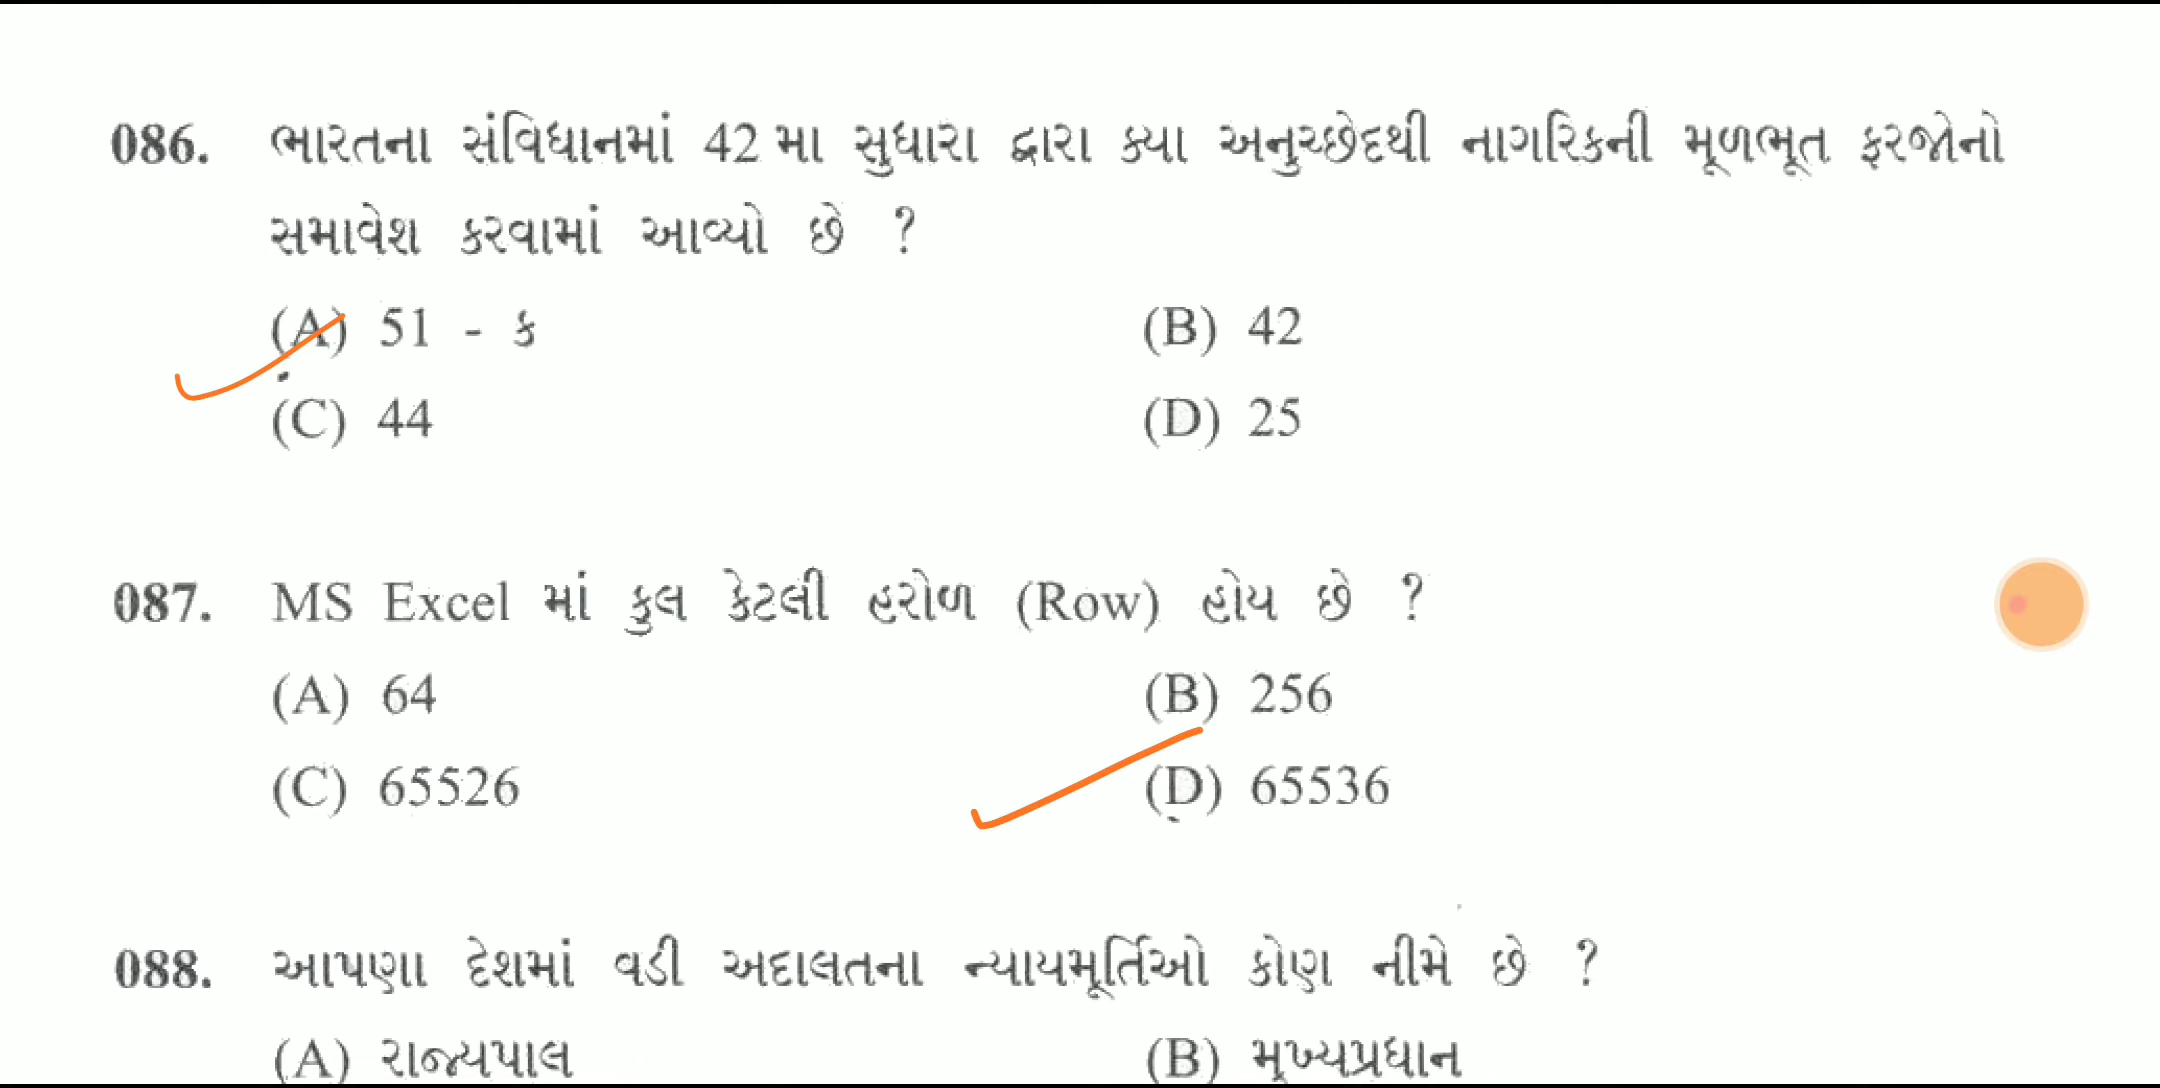 086. ભારતના સંવિધાનમાં 42 મા સુધારા દ્વારા ક્યા અનુચ્છેદથી નાગરિકની મૂળભૂત ફરજોનો
સમાવેશ કરવામાં આવ્યો છે ?
(A) 51 - ક (B) 42
(C) 44 (D) 25
087. MS Excel માં કુલ કેટલી હરોળ (Row) હોય છે ?
(A) 64 (B) 256
(C) 65526 (D) 65536
088. આપણા દેશમાં વડી અદાલતના ન્યાયમૂર્તિઓ કોણ નીમે છે ?
(A) રાજ્યપાલ (B) મુખ્યપ્રધાન